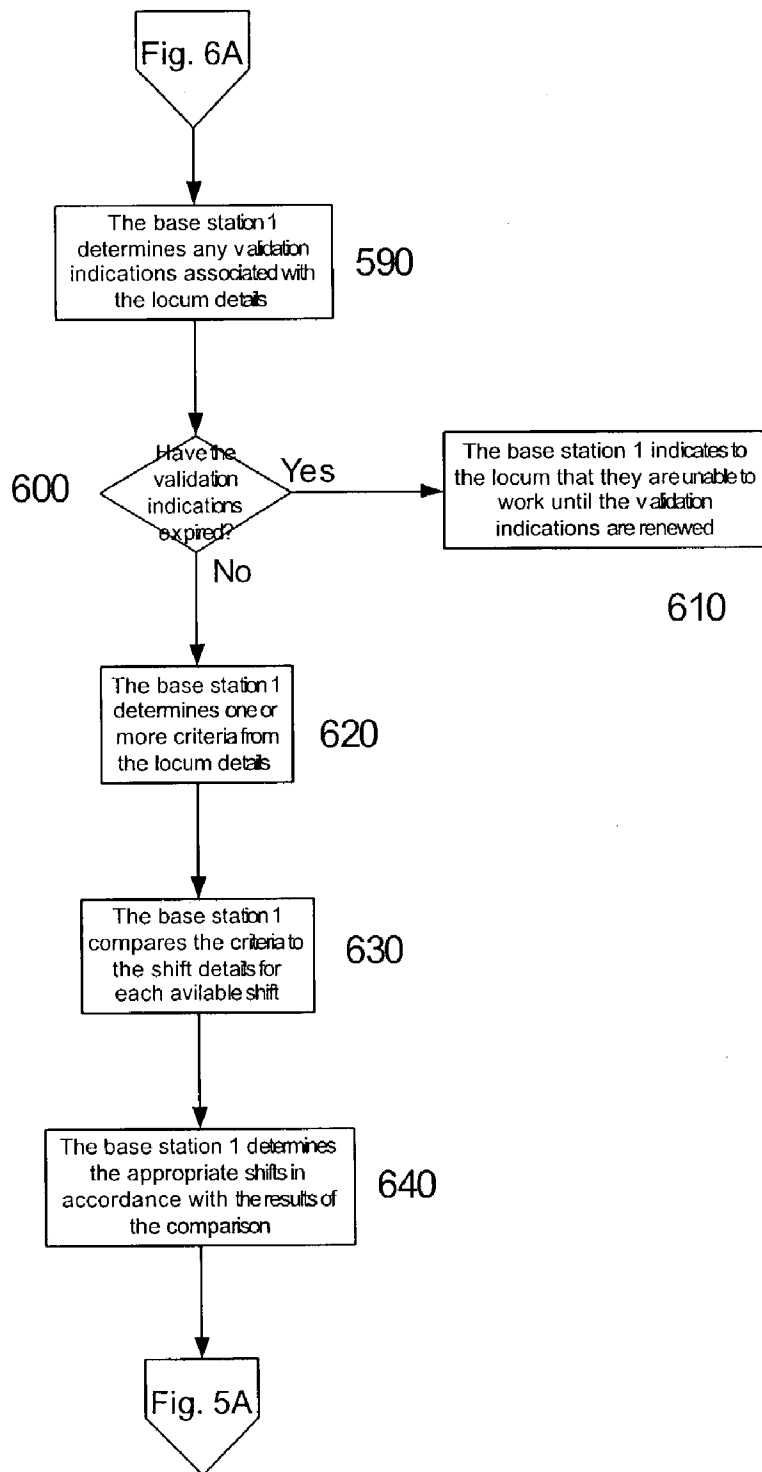 Fig. 6A
The base station 1
determines any validation
indications associated with
the locum details
590
Have the
validation
indications
expired?
600
Yes
The base station 1 indicates to
the locum that they are unable to
work until the validation
indications are renewed
610
No
The base station 1
determines one or
more criteria from
the locum details
620
The base station 1
compares the criteria to
the shift details for
each avilable shift
630
The base station 1 determines
the appropriate shifts in
accordance with the results of
the comparison
640
Fig. 5A